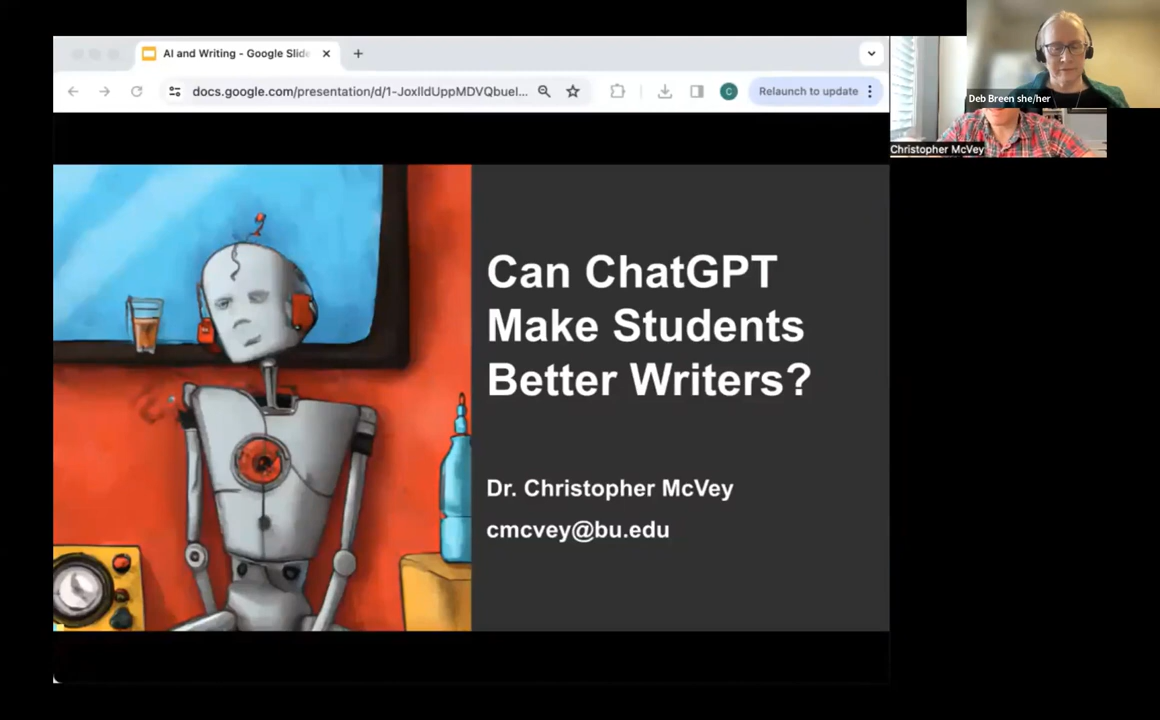 AI and Writing - Google Slide
docs.google.com/presentation/d/1-JoxlldUppMDVQbuel...
C
Relaunch to update
Deb Breen she/her
Christopher McVey
Can ChatGPT
Make Students
Better Writers?
Dr. Christopher McVey
cmcvey@bu.edu